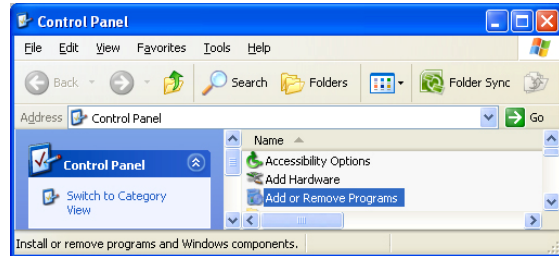 Control Panel
File Edit View Favorites Tools Help
Back Search Folders Folder Sync
Address Control Panel Go
Control Panel
Switch to Category
View
Name
Accessibility Options
Add Hardware
Add or Remove Programs
Install or remove programs and Windows components.